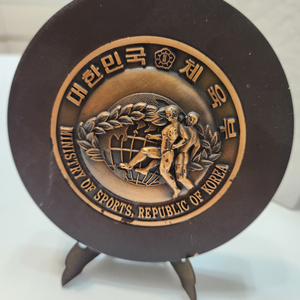 대한민국 체육부
MINISTRY OF SPORTS, REPUBLIC OF KOREA